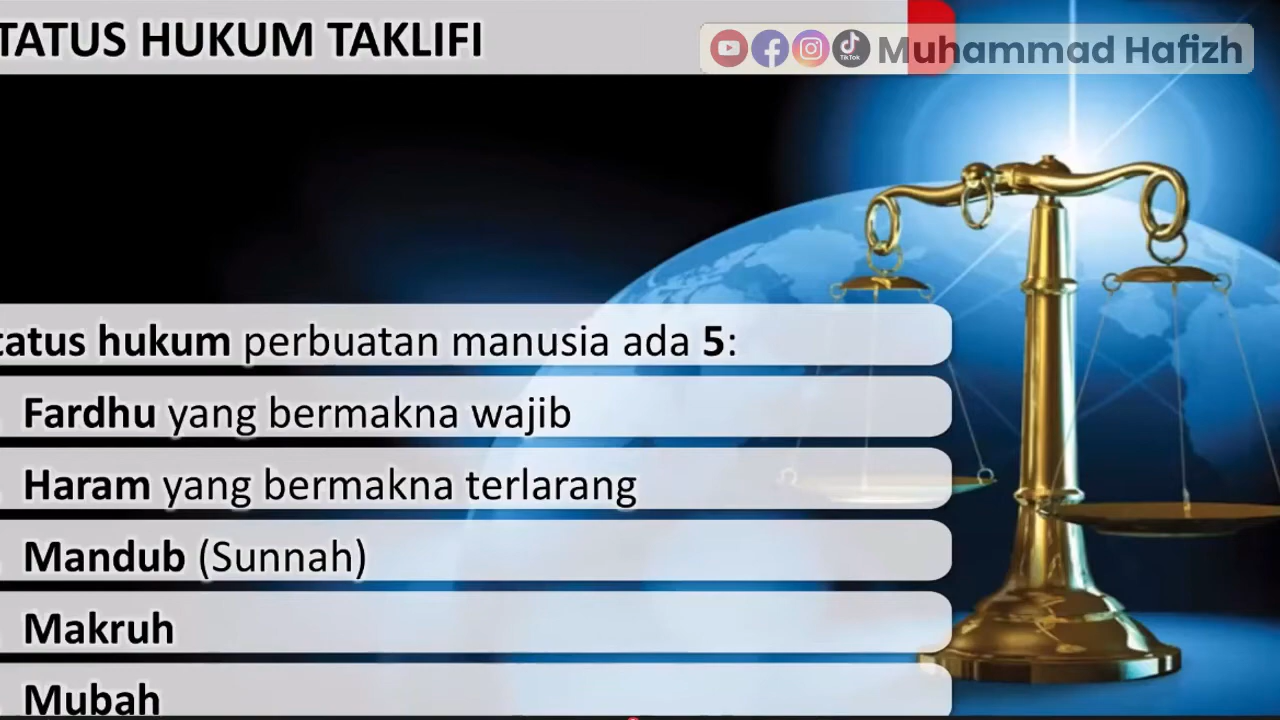 TATUS HUKUM TAKLIFI
TikTok
Muhammad Hafizh
tatus hukum perbuatan manusia ada 5:
Fardhu yang bermakna wajib
Haram yang bermakna terlarang
Mandub (Sunnah)
Makruh
Mubah